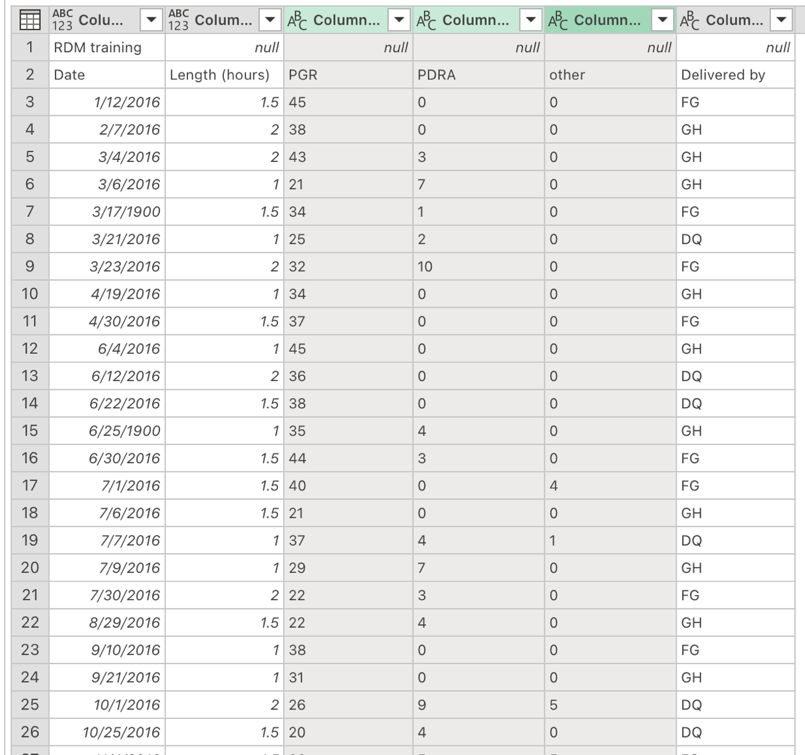 ABC 123 Colu... ABC 123 Colum... ABC Column... ABC Column... ABC Column... ABC Colum...
1 RDM training null null null null null
2 Date Length (hours) PGR PDRA other Delivered by
3 1/12/2016 1.5 45 0 0 FG
4 2/7/2016 2 38 0 0 GH
5 3/4/2016 2 43 3 0 GH
6 3/6/2016 1 21 7 0 GH
7 3/17/1900 1.5 34 1 0 FG
8 3/21/2016 1 25 2 0 DQ
9 3/23/2016 2 32 10 0 FG
10 4/19/2016 1 34 0 0 GH
11 4/30/2016 1.5 37 0 0 FG
12 6/4/2016 1 45 0 0 GH
13 6/12/2016 2 36 0 0 DQ
14 6/22/2016 1.5 38 0 0 DQ
15 6/25/1900 1 35 4 0 GH
16 6/30/2016 1.5 44 3 0 FG
17 7/1/2016 1.5 40 0 4 FG
18 7/6/2016 1.5 21 0 0 GH
19 7/7/2016 1 37 4 1 DQ
20 7/9/2016 1 29 7 0 GH
21 7/30/2016 2 22 3 0 FG
22 8/29/2016 1.5 22 4 0 GH
23 9/10/2016 1 38 0 0 FG
24 9/21/2016 1 31 0 0 GH
25 10/1/2016 2 26 9 5 DQ
26 10/25/2016 1.5 20 4 0 DQ